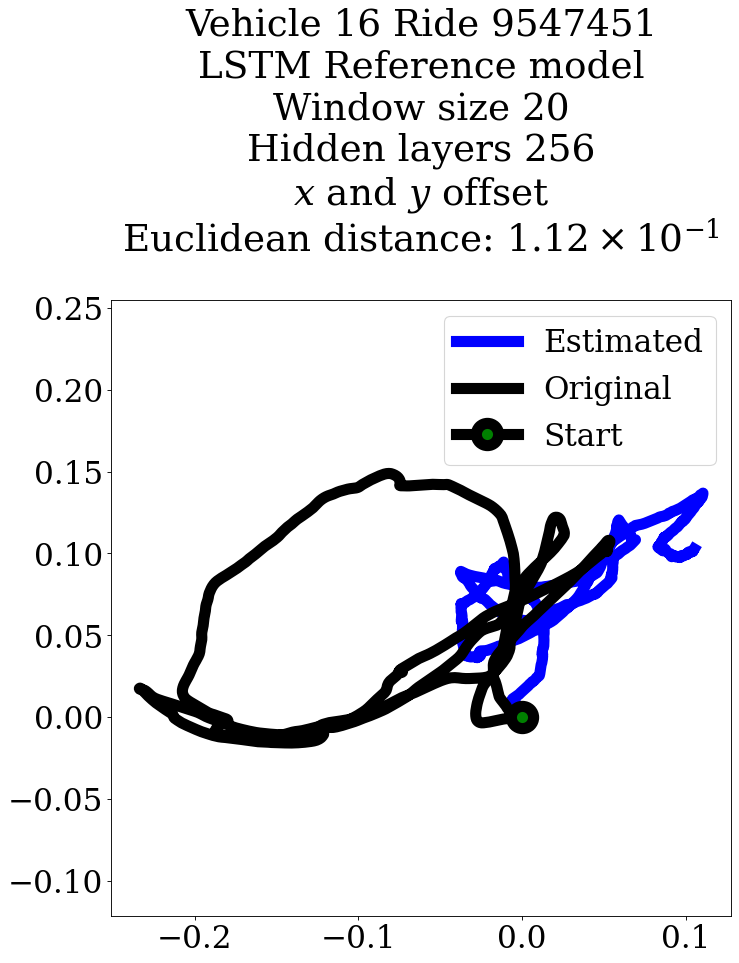 Vehicle 16 Ride 9547451
LSTM Reference model
Window size 20
Hidden layers 256
x and y offset
Euclidean distance: 1.12 × 10⁻¹
Estimated
Original
Start
0.25
0.20
0.15
0.10
0.05
0.00
−0.05
−0.10
−0.2 −0.1 0.0 0.1